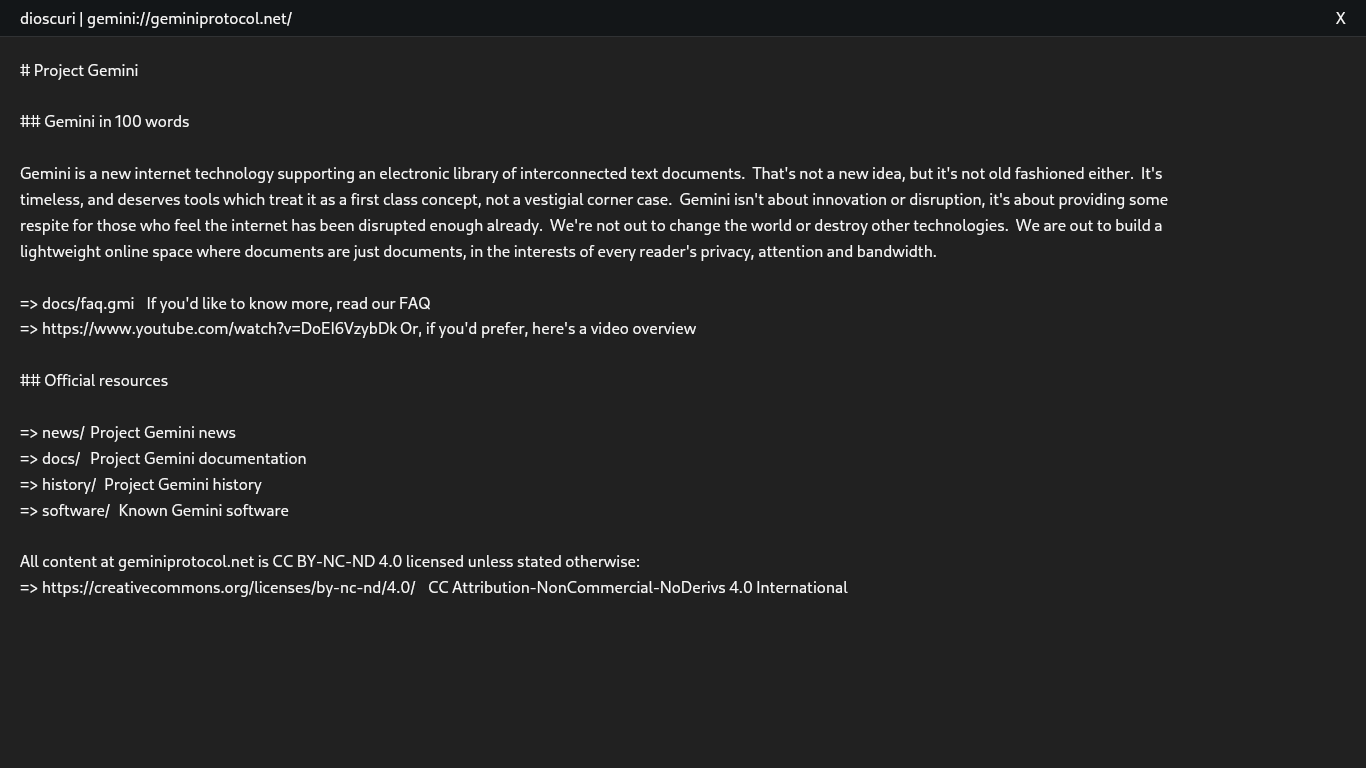 dioscuri | gemini://geminiprotocol.net/ X
# Project Gemini
## Gemini in 100 words
Gemini is a new internet technology supporting an electronic library of interconnected text documents.  That's not a new idea, but it's not old fashioned either.  It's
timeless, and deserves tools which treat it as a first class concept, not a vestigial corner case.  Gemini isn't about innovation or disruption, it's about providing some
respite for those who feel the internet has been disrupted enough already.  We're not out to change the world or destroy other technologies.  We are out to build a
lightweight online space where documents are just documents, in the interests of every reader's privacy, attention and bandwidth.
=> docs/faq.gmi   If you'd like to know more, read our FAQ
=> https://www.youtube.com/watch?v=DoEI6VzybDk Or, if you'd prefer, here's a video overview
## Official resources
=> news/ Project Gemini news
=> docs/  Project Gemini documentation
=> history/  Project Gemini history
=> software/  Known Gemini software
All content at geminiprotocol.net is CC BY-NC-ND 4.0 licensed unless stated otherwise:
=> https://creativecommons.org/licenses/by-nc-nd/4.0/   CC Attribution-NonCommercial-NoDerivs 4.0 International